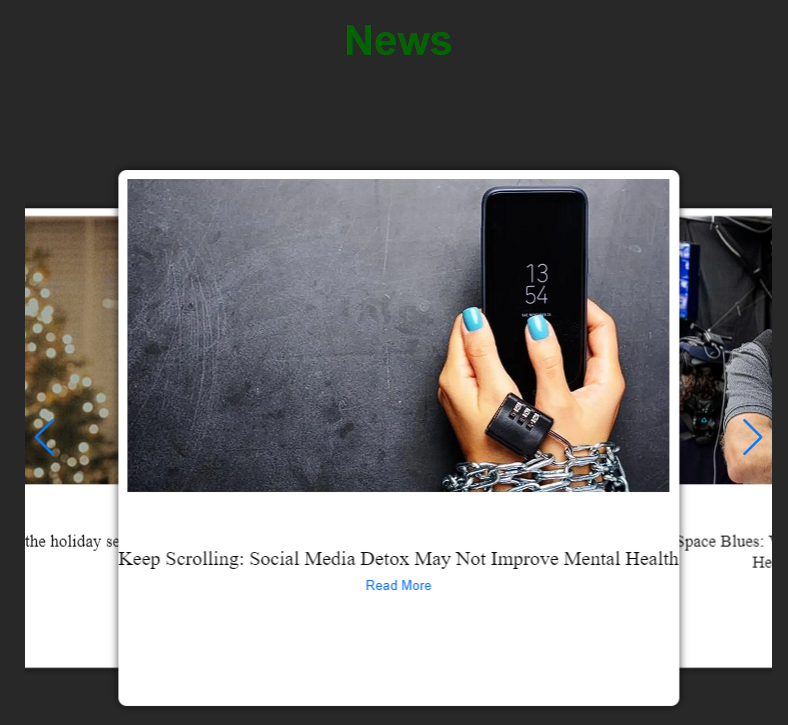 News
13
54
the holiday se
Keep Scrolling: Social Media Detox May Not Improve Mental Health
Read More
Space Blues:
He